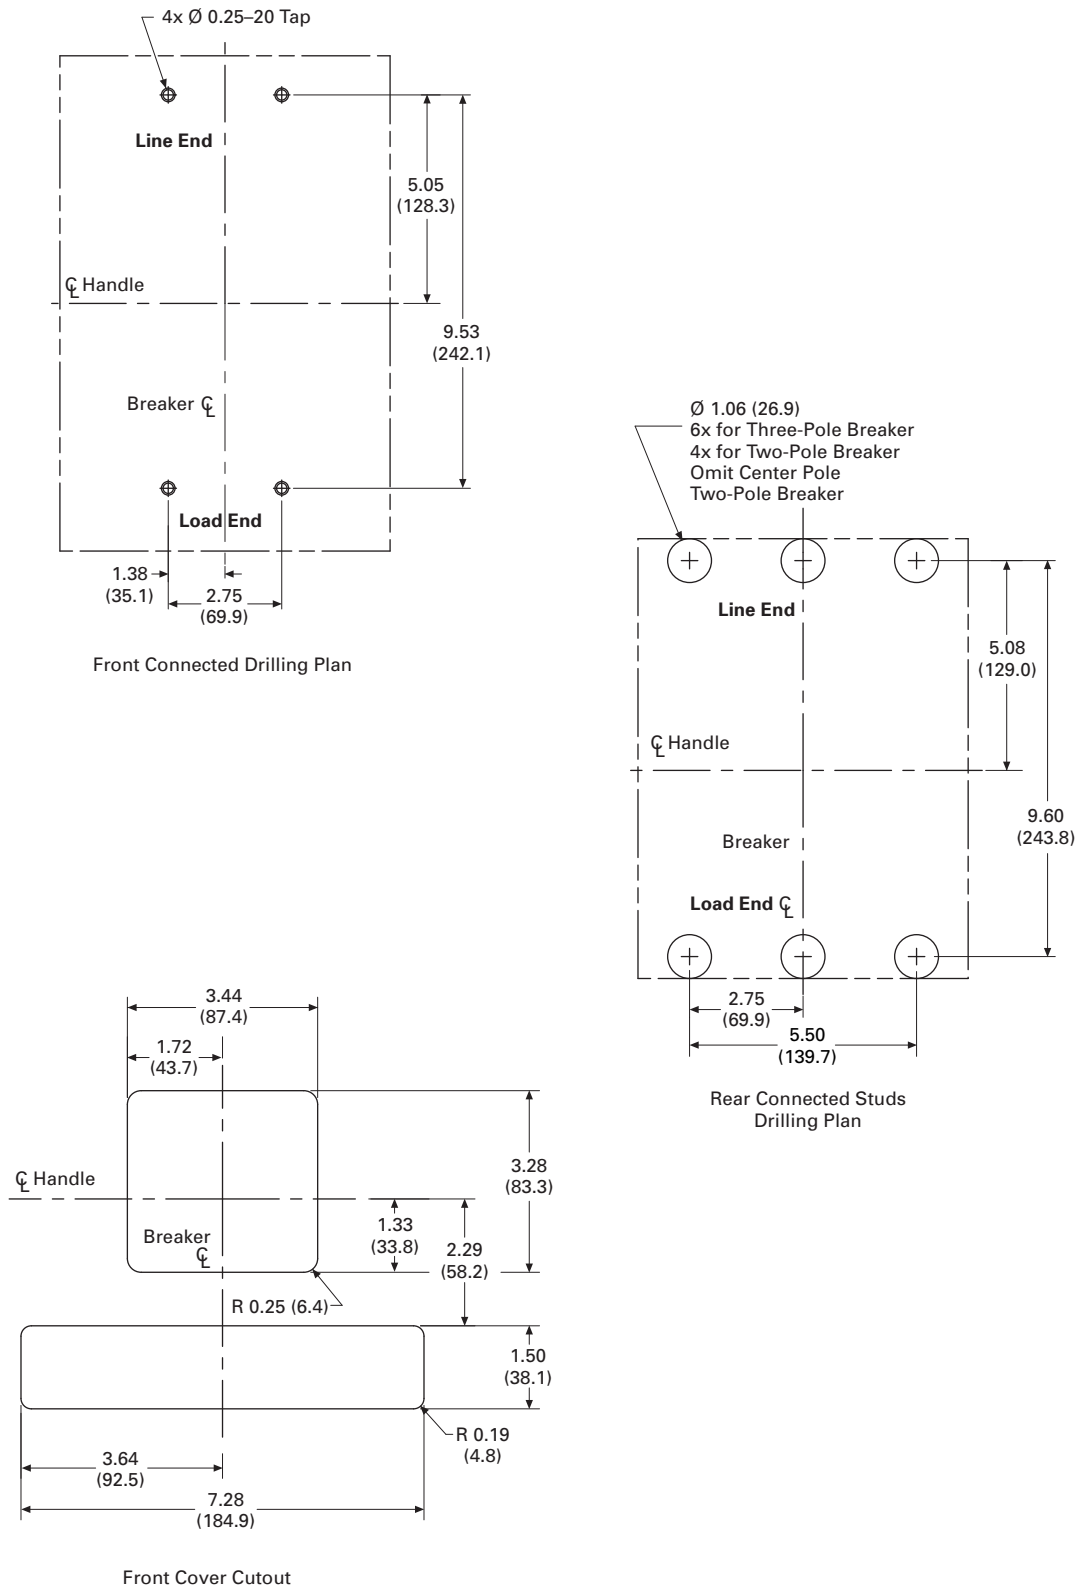 4x Ø 0.25–20 Tap
Line End
5.05
(128.3)
℄ Handle
9.53
(242.1)
Breaker ℄
Load End
1.38
(35.1)
2.75
(69.9)
Front Connected Drilling Plan
Ø 1.06 (26.9)
6x for Three-Pole Breaker
4x for Two-Pole Breaker
Omit Center Pole
Two-Pole Breaker
Line End
5.08
(129.0)
℄ Handle
9.60
(243.8)
Breaker
Load End ℄
2.75
(69.9)
5.50
(139.7)
Rear Connected Studs
Drilling Plan
3.44
(87.4)
1.72
(43.7)
3.28
(83.3)
℄ Handle
1.33
(33.8)
Breaker
℄
2.29
(58.2)
R 0.25 (6.4)
1.50
(38.1)
R 0.19
(4.8)
3.64
(92.5)
7.28
(184.9)
Front Cover Cutout